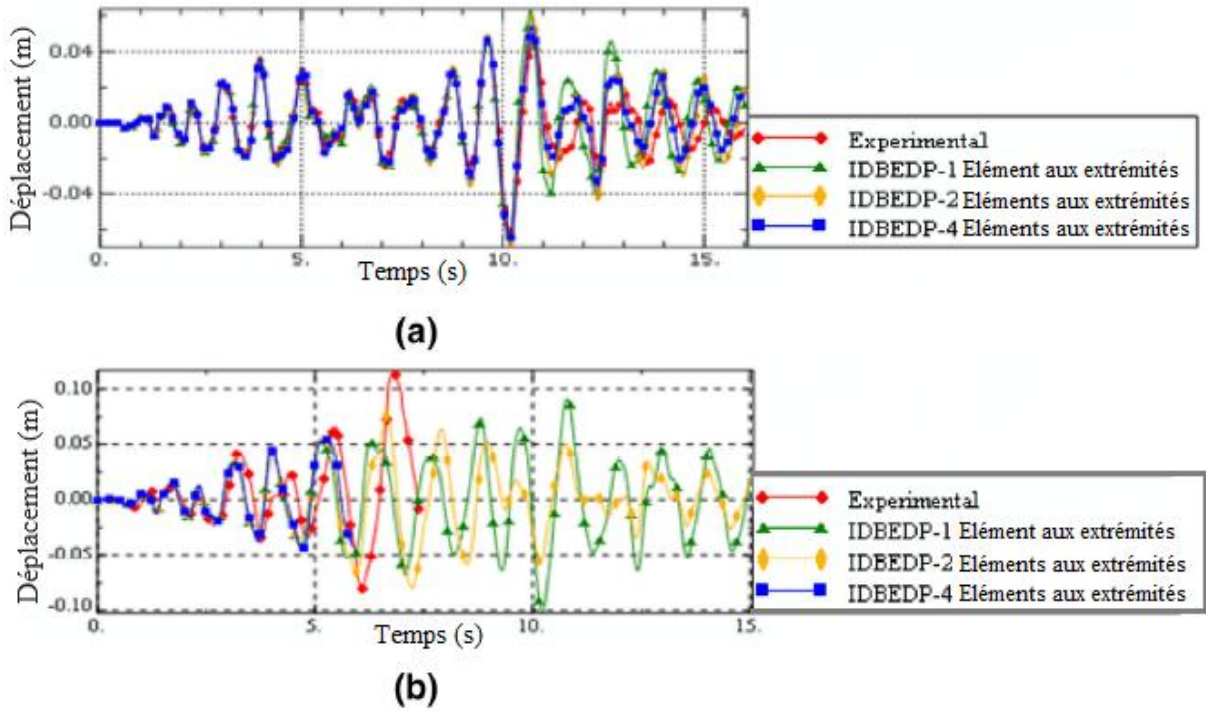 Déplacement (m)
0.04
0.00
-0.04
0.
5.
10.
15.
Temps (s)
Experimental
IDBEDP-1 Elément aux extrémités
IDBEDP-2 Eléments aux extrémités
IDBEDP-4 Eléments aux extrémités
(a)
Déplacement (m)
0.10
0.05
0.00
-0.05
-0.10
0.
5.
10.
15.
Temps (s)
Experimental
IDBEDP-1 Elément aux extrémités
IDBEDP-2 Eléments aux extrémités
IDBEDP-4 Eléments aux extrémités
(b)